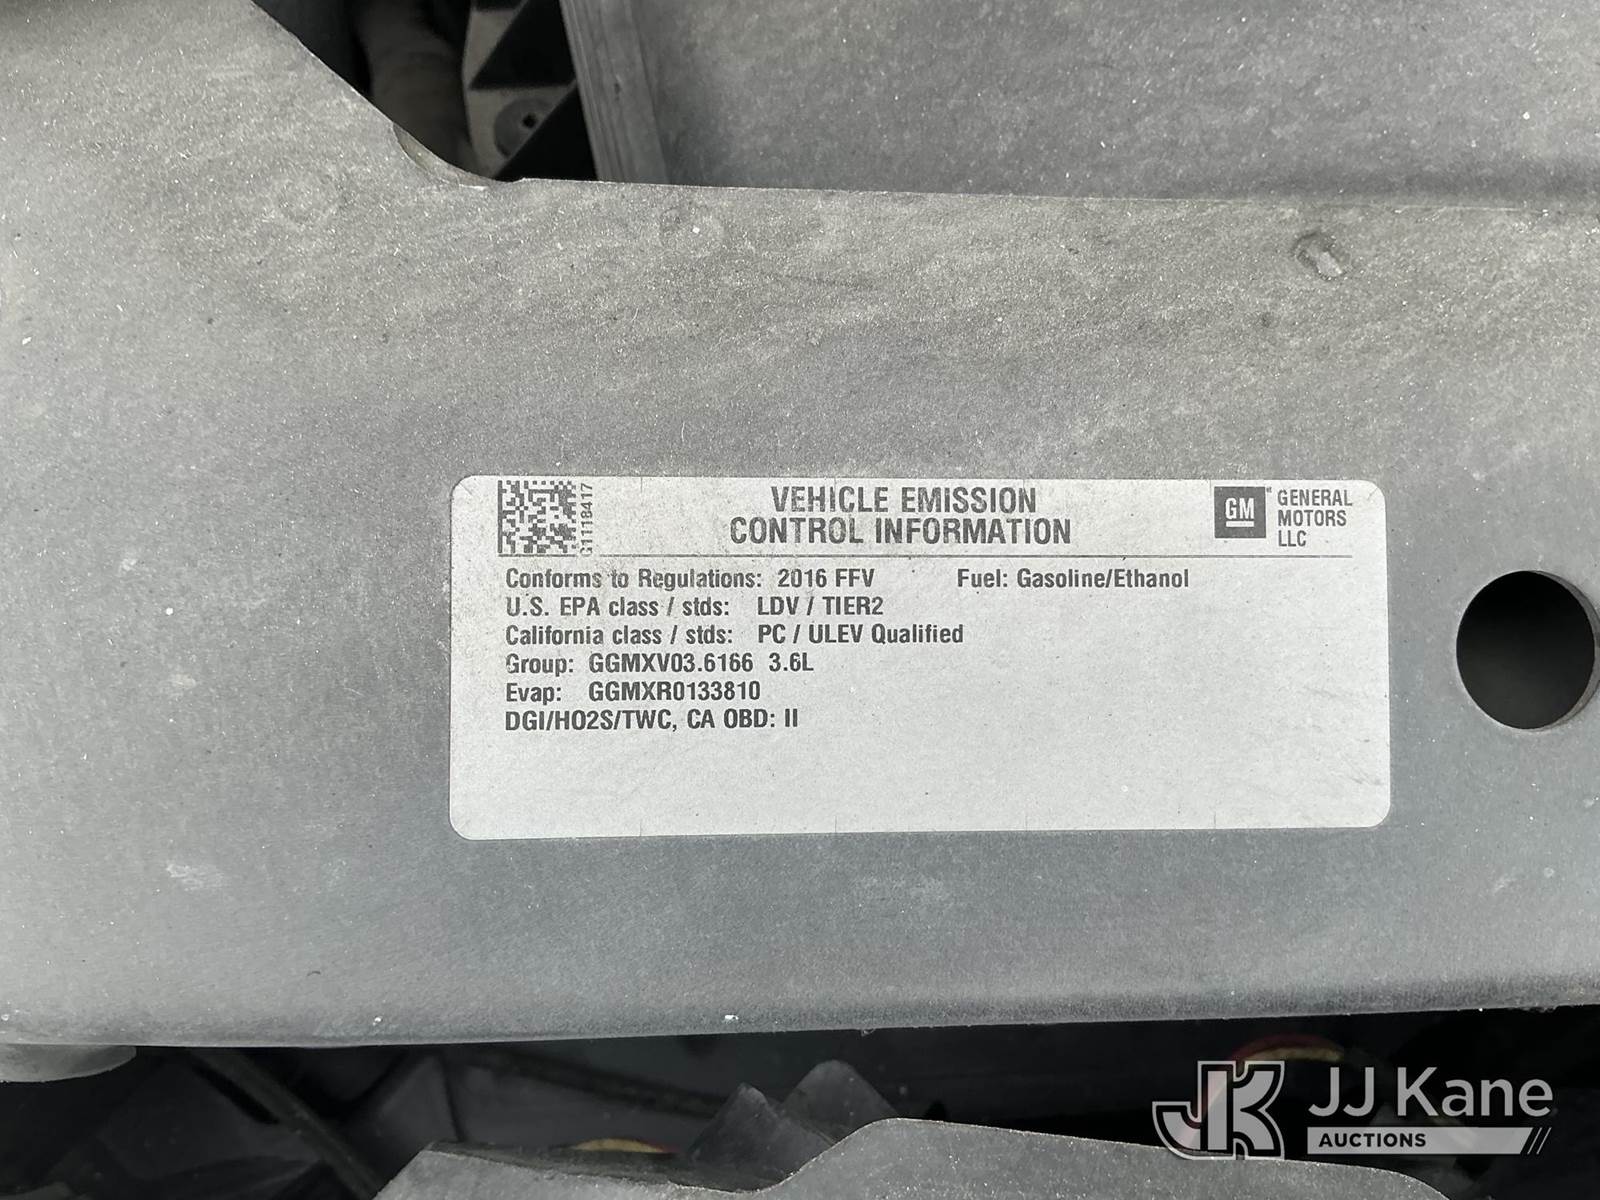 G1118417
VEHICLE EMISSION
CONTROL INFORMATION
GM
GENERAL
MOTORS
LLC
Conforms to Regulations: 2016 FFV Fuel: Gasoline/Ethanol
U.S. EPA class / stds: LDV / TIER2
California class / stds: PC / ULEV Qualified
Group: GGMXV03.6166 3.6L
Evap: GGMXR0133810
DGI/HO2S/TWC, CA OBD: II
JK JJ Kane
AUCTIONS